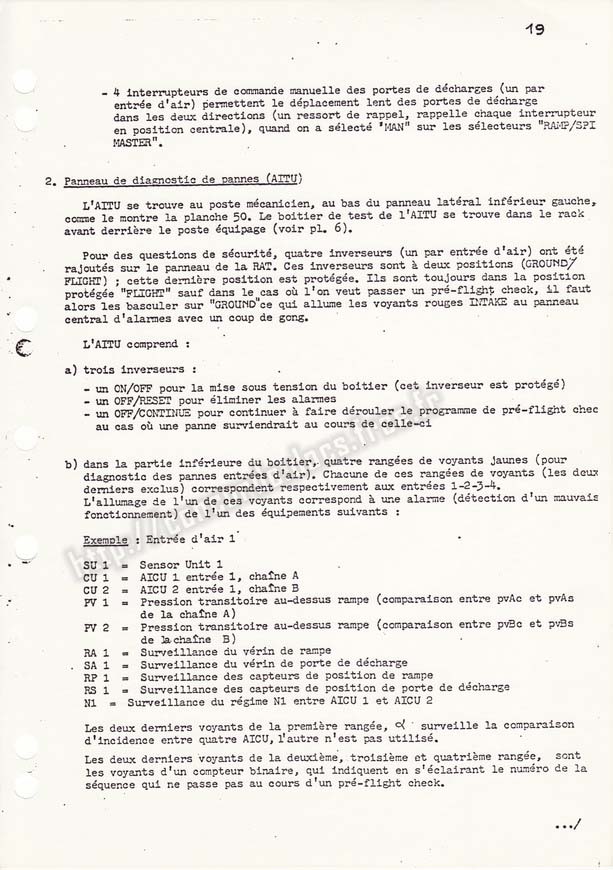 19
- 4 interrupteurs de commande manuelle des portes de décharges (un par
entrée d'air) permettent le déplacement lent des portes de décharge
dans les deux directions (un ressort de rappel, rappelle chaque interrupteur
en position centrale), quand on a sélecté "MAN" sur les sélecteurs "RAMP/SPI
MASTER".
2. Panneau de diagnostic de pannes (AITU)
L'AITU se trouve au poste mécanicien, au bas du panneau latéral inférieur gauche,
comme le montre la planche 50. Le boitier de test de l'AITU se trouve dans le rack
avant derrière le poste équipage (voir pl. 6).
Pour des questions de sécurité, quatre inverseurs (un par entrée d'air) ont été
rajoutés sur le panneau de la RAT. Ces inverseurs sont à deux positions (GROUND/
FLIGHT) ; cette dernière position est protégée. Ils sont toujours dans la position
protégée "FLIGHT" sauf dans le cas où l'on veut passer un pré-flight check, il faut
alors les basculer sur "GROUND"ce qui allume les voyants rouges INTAKE au panneau
central d'alarmes avec un coup de gong.
L'AITU comprend :
a) trois inverseurs :
- un ON/OFF pour la mise sous tension du boitier (cet inverseur est protégé)
- un OFF/RESET pour éliminer les alarmes
- un OFF/CONTINUE pour continuer à faire dérouler le programme de pré-flight chec
au cas où une panne surviendrait au cours de celle-ci
b) dans la partie inférieure du boitier, quatre rangées de voyants jaunes (pour
diagnostic des pannes entrées d'air). Chacune de ces rangées de voyants (les deux
derniers exclus) correspondent respectivement aux entrées 1-2-3-4.
L'allumage de l'un de ces voyants correspond à une alarme (détection d'un mauvais
fonctionnement) de l'un des équipements suivants :
Exemple : Entrée d'air 1
SU 1 = Sensor Unit 1
CU 1 = AICU 1 entrée 1, chaîne A
CU 2 = AICU 2 entrée 1, chaîne B
PV 1 = Pression transitoire au-dessus rampe (comparaison entre pvAc et pvAs
de la chaîne A)
PV 2 = Pression transitoire au-dessus rampe (comparaison entre pvBc et pvBs
de la chaîne B)
RA 1 = Surveillance du vérin de rampe
SA 1 = Surveillance du vérin de porte de décharge
RP 1 = Surveillance des capteurs de position de rampe
RS 1 = Surveillance des capteurs de position de porte de décharge
N1 = Surveillance du régime N1 entre AICU 1 et AICU 2
Les deux derniers voyants de la première rangée, α surveille la comparaison
d'incidence entre quatre AICU, l'autre n'est pas utilisé.
Les deux derniers voyants de la deuxième, troisième et quatrième rangée, sont
les voyants d'un compteur binaire, qui indiquent en s'éclairant le numéro de la
séquence qui ne passe pas au cours d'un pré-flight check.
.../